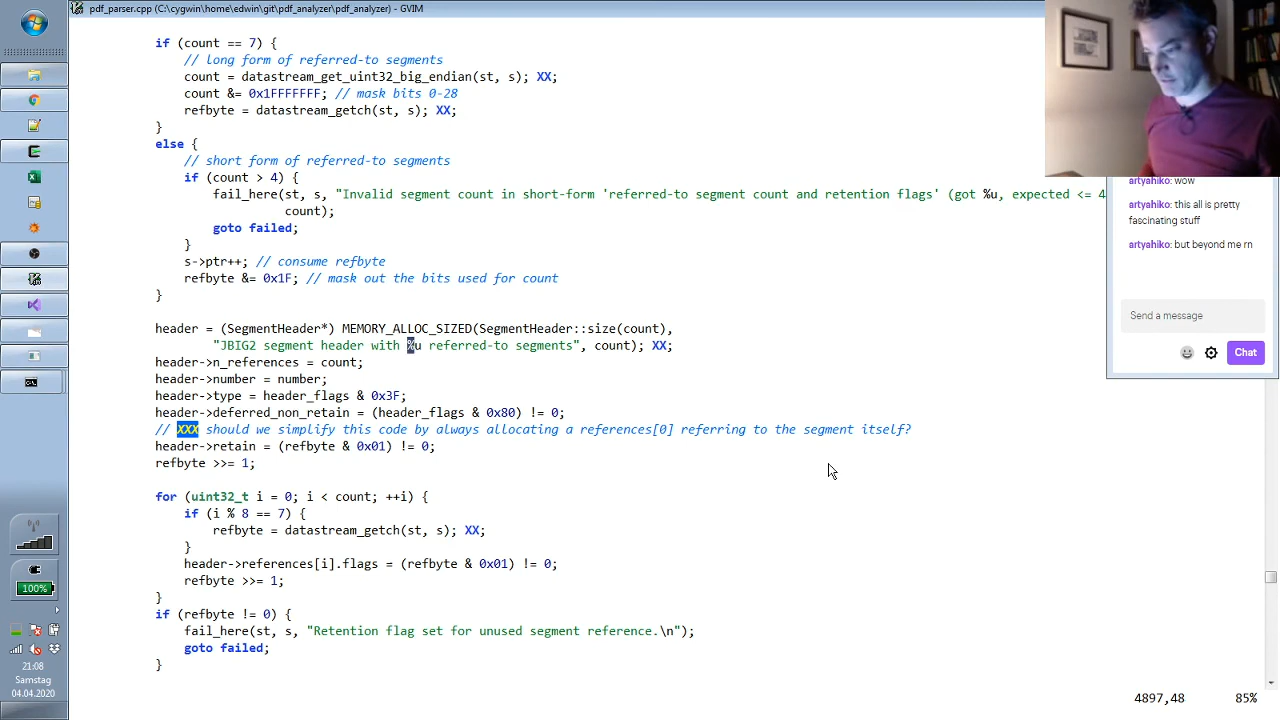 pdf_parser.cpp (C:\cygwin\home\edwin\git\pdf_analyzer\pdf_analyzer) - GVIM
if (count == 7) {
// long form of referred-to segments
count = datastream_get_uint32_big_endian(st, s); XX;
count &= 0x1FFFFFFF; // mask bits 0-28
refbyte = datastream_getch(st, s); XX;
}
else {
// short form of referred-to segments
if (count > 4) {
fail_here(st, s, "Invalid segment count in short-form 'referred-to segment count and retention flags' (got %u, expected <= 4
count);
goto failed;
}
s->ptr++; // consume refbyte
refbyte &= 0x1F; // mask out the bits used for count
}
header = (SegmentHeader*) MEMORY_ALLOC_SIZED(SegmentHeader::size(count),
"JBIG2 segment header with %u referred-to segments", count); XX;
header->n_references = count;
header->number = number;
header->type = header_flags & 0x3F;
header->deferred_non_retain = (header_flags & 0x80) != 0;
// XXX should we simplify this code by always allocating a references[0] referring to the segment itself?
header->retain = (refbyte & 0x01) != 0;
refbyte >>= 1;
for (uint32_t i = 0; i < count; ++i) {
if (i % 8 == 7) {
refbyte = datastream_getch(st, s); XX;
}
header->references[i].flags = (refbyte & 0x01) != 0;
refbyte >>= 1;
}
if (refbyte != 0) {
fail_here(st, s, "Retention flag set for unused segment reference.\n");
goto failed;
}
4897,48 85%
artyahiko: wow
artyahiko: this all is pretty
fascinating stuff
artyahiko: but beyond me rn
Send a message
Chat
100%
21:08
Samstag
04.04.2020